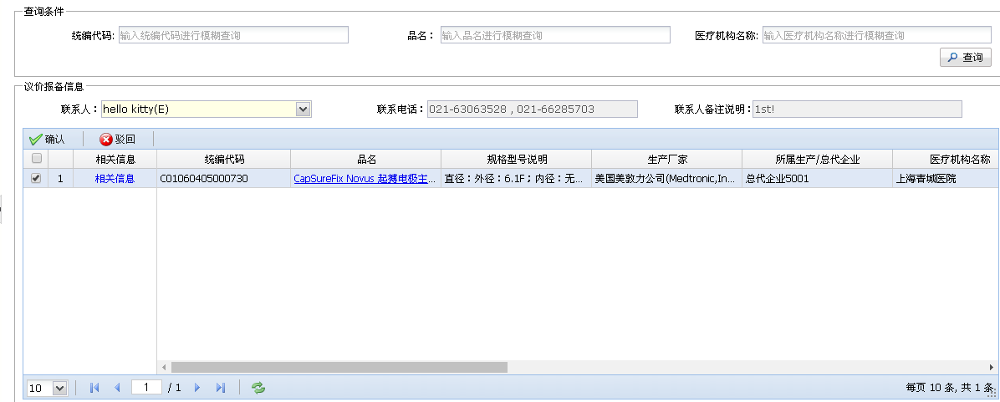 查询条件
统编代码: 输入统编代码进行模糊查询 品名： 输入品名进行模糊查询 医疗机构名称: 输入医疗机构名称进行模糊查询
查询
议价报备信息
联系人： hello kitty(E) 联系电话： 021-63063528 , 021-66285703 联系人备注说明： 1st!
确认 驳回
相关信息 统编代码 品名 规格型号说明 生产厂家 所属生产/总代企业 医疗机构名称
1 相关信息 C01060405000730 CapSureFix Novus 起搏电极主... 直径：外径：6.1F；内径：无... 美国美敦力公司(Medtronic,In... 总代企业5001 上海青城医院
10 1 / 1 每页 10 条, 共 1 条